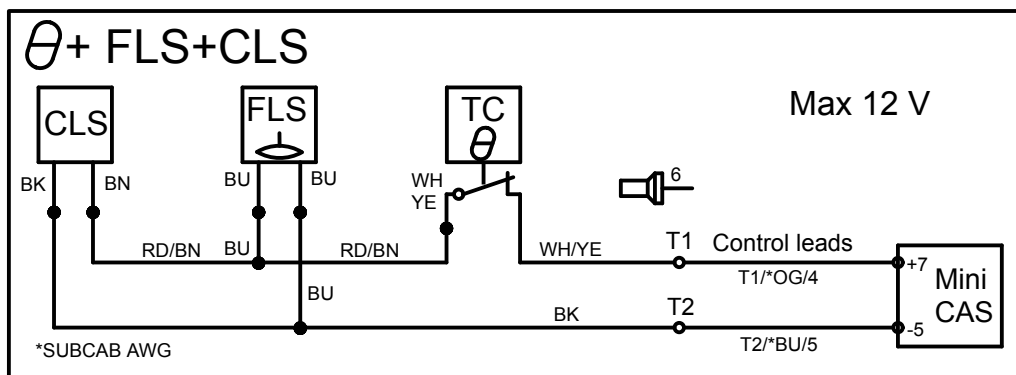 θ+ FLS+CLS
Max 12 V
CLS
FLS
TC
θ
BK
BN
BU
BU
WH
YE
6
RD/BN
BU
RD/BN
WH/YE
T1
Control leads
T1/*OG/4
+7
Mini
CAS
BU
BK
T2
-5
T2/*BU/5
*SUBCAB AWG